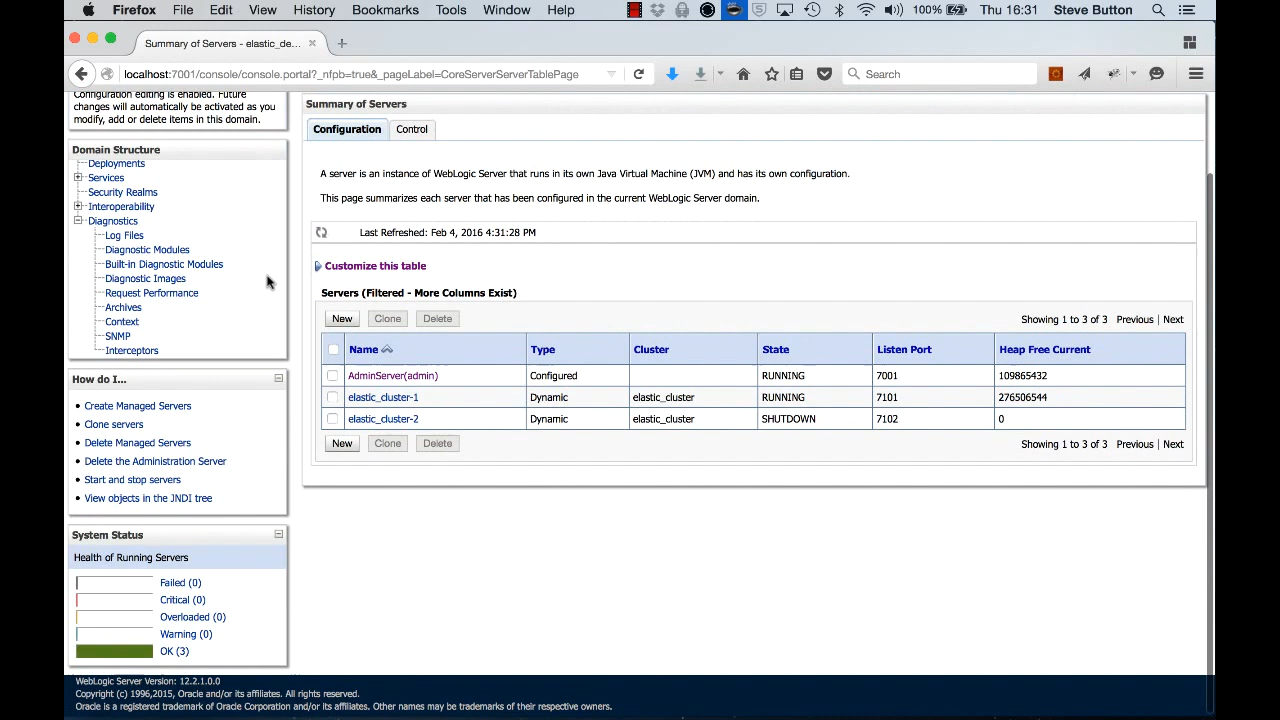 Firefox File Edit View History Bookmarks Tools Window Help 100% Thu 16:31 Steve Button
Summary of Servers - elastic_de...
localhost:7001/console/console.portal?_nfpb=true&_pageLabel=CoreServerServerTablePage
Search
Configuration editing is enabled. Future
changes will automatically be activated as you
modify, add or delete items in this domain.
Domain Structure
Deployments
Services
Security Realms
Interoperability
Diagnostics
Log Files
Diagnostic Modules
Built-in Diagnostic Modules
Diagnostic Images
Request Performance
Archives
Context
SNMP
Interceptors
How do I...
Create Managed Servers
Clone servers
Delete Managed Servers
Delete the Administration Server
Start and stop servers
View objects in the JNDI tree
System Status
Health of Running Servers
Failed (0)
Critical (0)
Overloaded (0)
Warning (0)
OK (3)
Summary of Servers
Configuration Control
A server is an instance of WebLogic Server that runs in its own Java Virtual Machine (JVM) and has its own configuration.
This page summarizes each server that has been configured in the current WebLogic Server domain.
Last Refreshed: Feb 4, 2016 4:31:28 PM
Customize this table
Servers (Filtered - More Columns Exist)
New Clone Delete Showing 1 to 3 of 3 Previous | Next
Name Type Cluster State Listen Port Heap Free Current
AdminServer(admin) Configured RUNNING 7001 109865432
elastic_cluster-1 Dynamic elastic_cluster RUNNING 7101 276506544
elastic_cluster-2 Dynamic elastic_cluster SHUTDOWN 7102 0
New Clone Delete Showing 1 to 3 of 3 Previous | Next
WebLogic Server Version: 12.2.1.0.0
Copyright (c) 1996,2015, Oracle and/or its affiliates. All rights reserved.
Oracle is a registered trademark of Oracle Corporation and/or its affiliates. Other names may be trademarks of their respective owners.